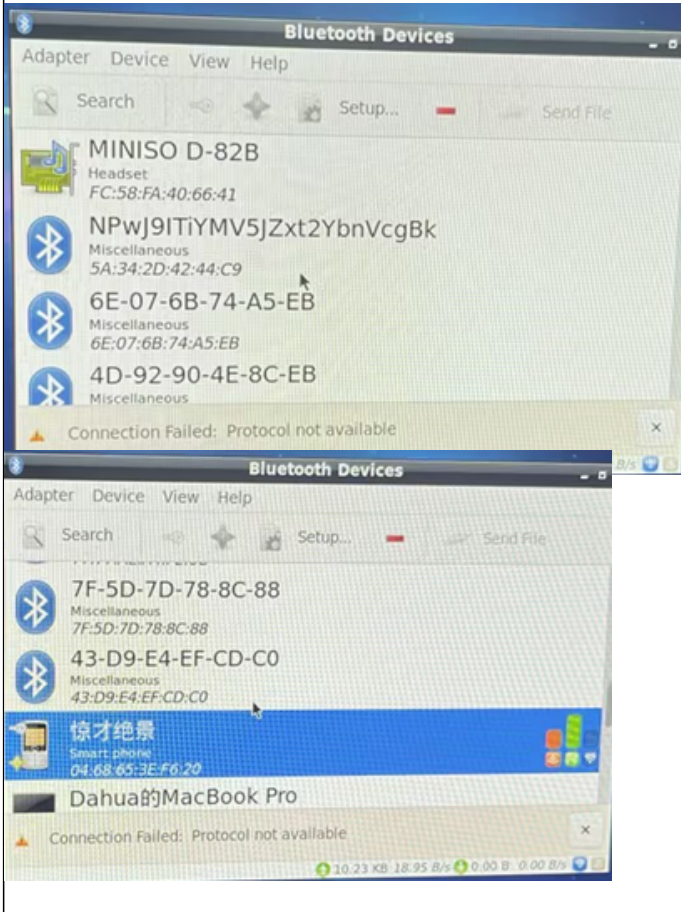 Bluetooth Devices
Adapter Device View Help
Search Setup... Send File
MINISO D-82B
Headset
FC:58:FA:40:66:41
NPwJ9ITiYMV5JZxt2YbnVcgBk
Miscellaneous
5A:34:2D:42:44:C9
6E-07-6B-74-A5-EB
Miscellaneous
6E:07:6B:74:A5:EB
4D-92-90-4E-8C-EB
Miscellaneous
Connection Failed: Protocol not available
B/s
Bluetooth Devices
Adapter Device View Help
Search Setup... Send File
7F-5D-7D-78-8C-88
Miscellaneous
7F:5D:7D:78:8C:88
43-D9-E4-EF-CD-C0
Miscellaneous
43:D9:E4:EF:CD:C0
惊才绝景
Smart phone
04:68:65:3E:F6:20
Dahua的MacBook Pro
Connection Failed: Protocol not available
10.23 KB 18.95 B/s 0.00 B 0.00 B/s